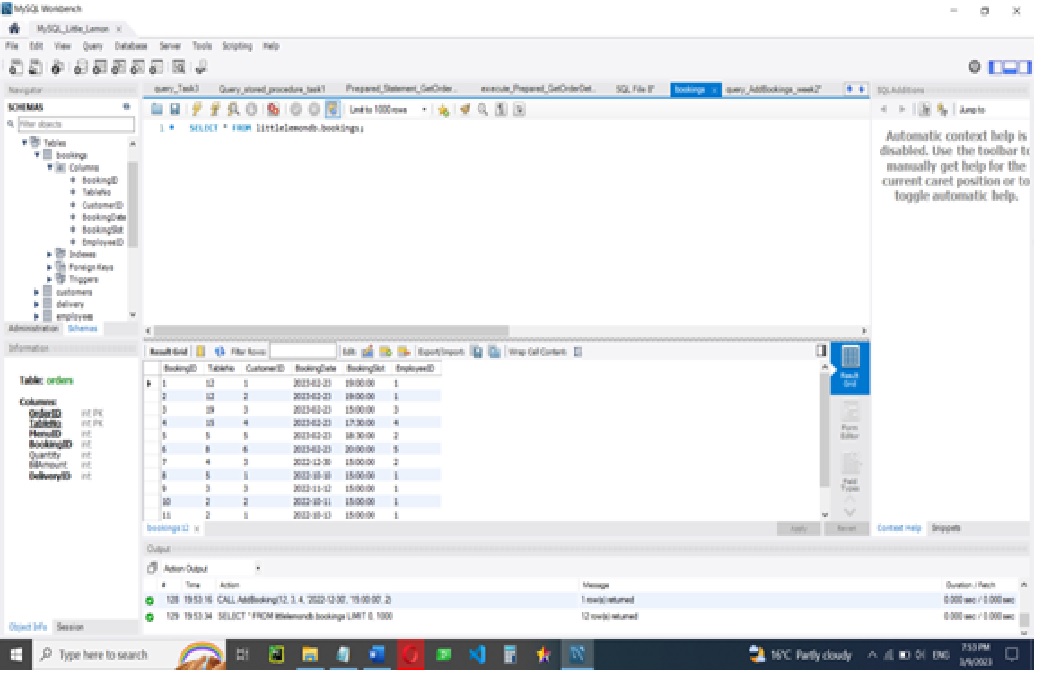 MySQL Workbench
MySQL_Little_Lemon x
File Edit View Query Database Server Tools Scripting Help
Navigator
SCHEMAS
Filter objects
Tables
bookings
Columns
BookingID
TableNo
CustomerID
BookingDate
BookingSlot
EmployeeID
Indexes
Foreign Keys
Triggers
customers
delivery
employee
Administration Schemas
Information
Table: orders
Columns:
OrderID int PK
TableNo int PK
MenuID int
BookingID int
Quantity int
BillAmount int
DeliveryID int
Object Info Session
query_Task3 Query_stored_procedure_task1 Prepared_Statement_GetOrder... execute_Prepared_GetOrderDet... SQL File 8* bookings x query_AddBookings_week2*
Limit to 1000 rows
1 SELECT * FROM littlelemondb.bookings;
Result Grid Filter Rows: Edit: Export/Import: Wrap Cell Content:
BookingID TableNo CustomerID BookingDate BookingSlot EmployeeID
1 12 1 2023-02-23 19:00:00 1
2 12 2 2023-02-23 19:00:00 1
3 19 3 2023-02-23 15:00:00 3
4 15 4 2023-02-23 17:30:00 4
5 5 5 2023-02-23 18:30:00 2
6 8 6 2023-02-23 20:00:00 5
7 4 3 2022-12-30 15:00:00 2
8 5 1 2022-10-10 15:00:00 1
9 3 3 2022-11-12 15:00:00 1
10 2 2 2022-10-11 15:00:00 1
11 2 1 2022-10-13 15:00:00 1
Result Grid
Form Editor
Field Types
bookings 12 x
Apply Revert
Output
Action Output
# Time Action Message Duration / Fetch
128 19:53:16 CALL AddBooking(12, 3, 4, '2022-12-30', '15:00:00', 2) 1 row(s) returned 0.000 sec / 0.000 sec
129 19:53:34 SELECT * FROM littlelemondb.bookings LIMIT 0, 1000 12 row(s) returned 0.000 sec / 0.000 sec
SQLAdditions
Jump to
Automatic context help is
disabled. Use the toolbar to
manually get help for the
current caret position or to
toggle automatic help.
Context Help Snippets
Type here to search
16°C Partly cloudy
ENG
7:53 PM
3/9/2023